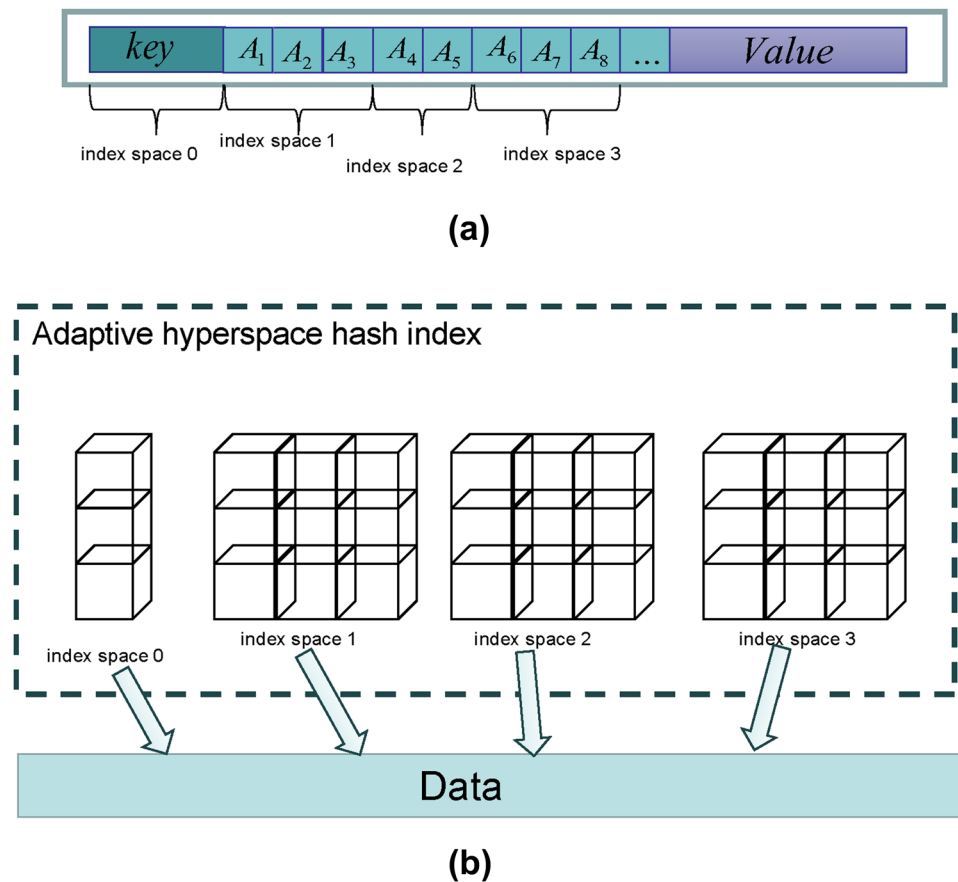 key A₁ A₂ A₃ A₄ A₅ A₆ A₇ A₈ ... Value
index space 0 index space 1 index space 2 index space 3
(a)
Adaptive hyperspace hash index
index space 0 index space 1 index space 2 index space 3
Data
(b)